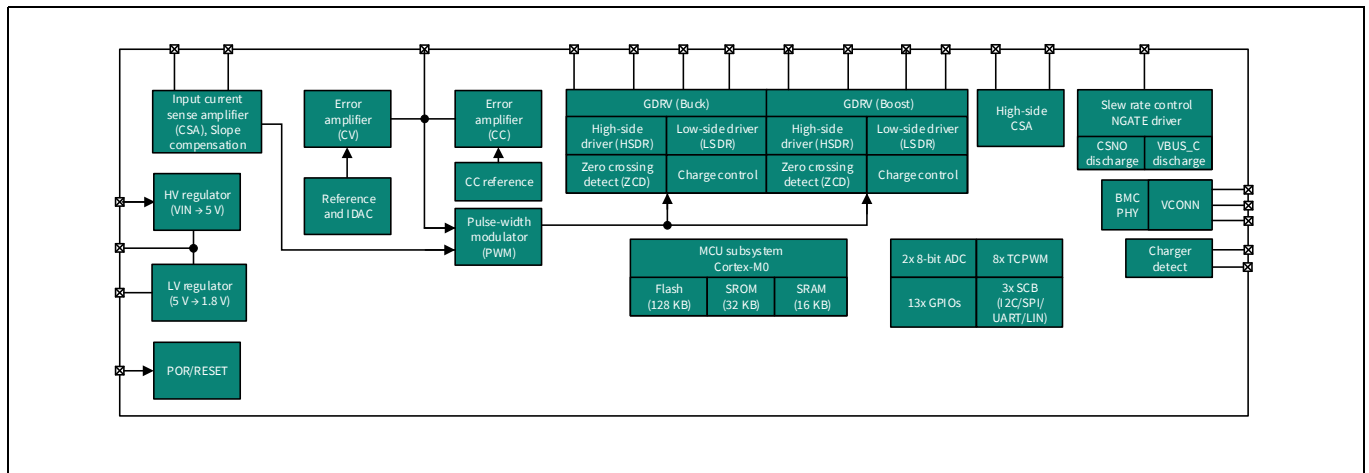 Input current
sense amplifier
(CSA), Slope
compensation
Error
amplifier
(CV)
Error
amplifier
(CC)
GDRV (Buck)
GDRV (Boost)
High-side
driver (HSDR)
Low-side driver
(LSDR)
High-side
driver (HSDR)
Low-side driver
(LSDR)
Zero crossing
detect (ZCD)
Charge control
Zero crossing
detect (ZCD)
Charge control
High-side
CSA
Slew rate control
NGATE driver
CSNO
discharge
VBUS_C
discharge
HV regulator
(VIN → 5 V)
Reference
and IDAC
CC reference
BMC
PHY
VCONN
Pulse-width
modulator
(PWM)
Charger
detect
LV regulator
(5 V → 1.8 V)
MCU subsystem
Cortex-M0
Flash
(128 KB)
SROM
(32 KB)
SRAM
(16 KB)
2x 8-bit ADC
8x TCPWM
13x GPIOs
3x SCB
(I2C/SPI/
UART/LIN)
POR/RESET